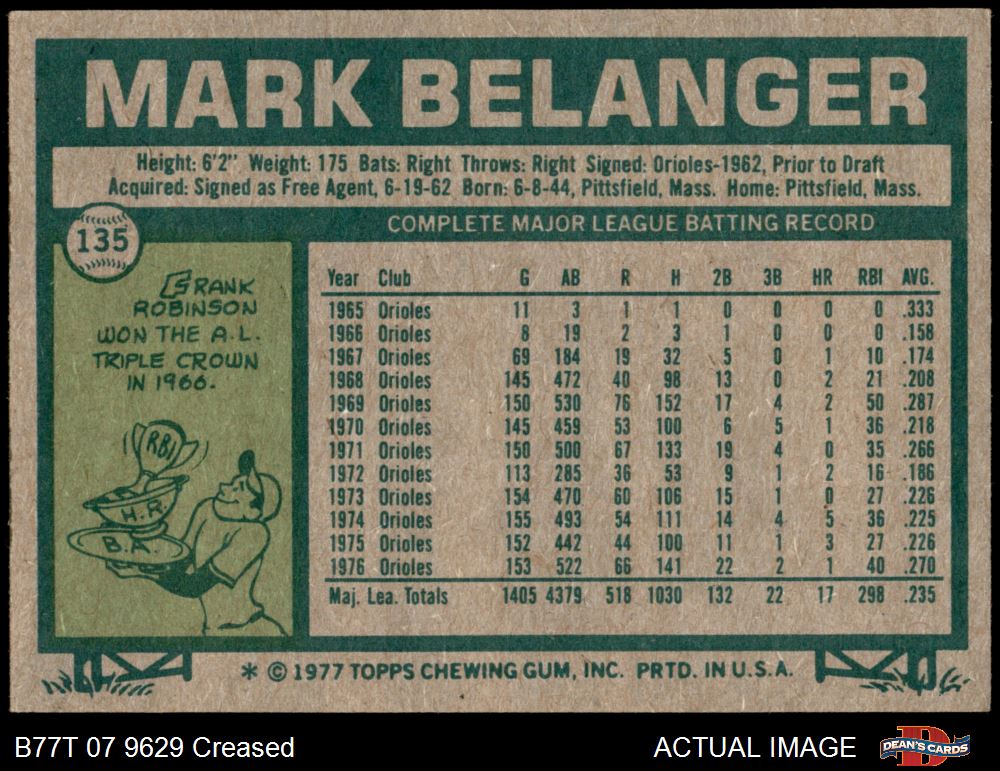 MARK BELANGER
Height: 6'2" Weight: 175 Bats: Right Throws: Right Signed: Orioles-1962, Prior to Draft
Acquired: Signed as Free Agent, 6-19-62 Born: 6-8-44, Pittsfield, Mass. Home: Pittsfield, Mass.
135
COMPLETE MAJOR LEAGUE BATTING RECORD
FRANK
ROBINSON
WON THE A.L.
TRIPLE CROWN
IN 1966.
RBI
H.R.
B.A.
Year Club G AB R H 2B 3B HR RBI AVG.
1965 Orioles 11 3 1 1 0 0 0 0 .333
1966 Orioles 8 19 2 3 1 0 0 0 .158
1967 Orioles 69 184 19 32 5 0 1 10 .174
1968 Orioles 145 472 40 98 13 0 2 21 .208
1969 Orioles 150 530 76 152 17 4 2 50 .287
1970 Orioles 145 459 53 100 6 5 1 36 .218
1971 Orioles 150 500 67 133 19 4 0 35 .266
1972 Orioles 113 285 36 53 9 1 2 16 .186
1973 Orioles 154 470 60 106 15 1 0 27 .226
1974 Orioles 155 493 54 111 14 4 5 36 .225
1975 Orioles 152 442 44 100 11 1 3 27 .226
1976 Orioles 153 522 66 141 22 2 1 40 .270
Maj. Lea. Totals 1405 4379 518 1030 132 22 17 298 .235
* © 1977 TOPPS CHEWING GUM, INC. PRTD. IN U.S.A.
B77T 07 9629 Creased
ACTUAL IMAGE
D
DEAN'S CARDS